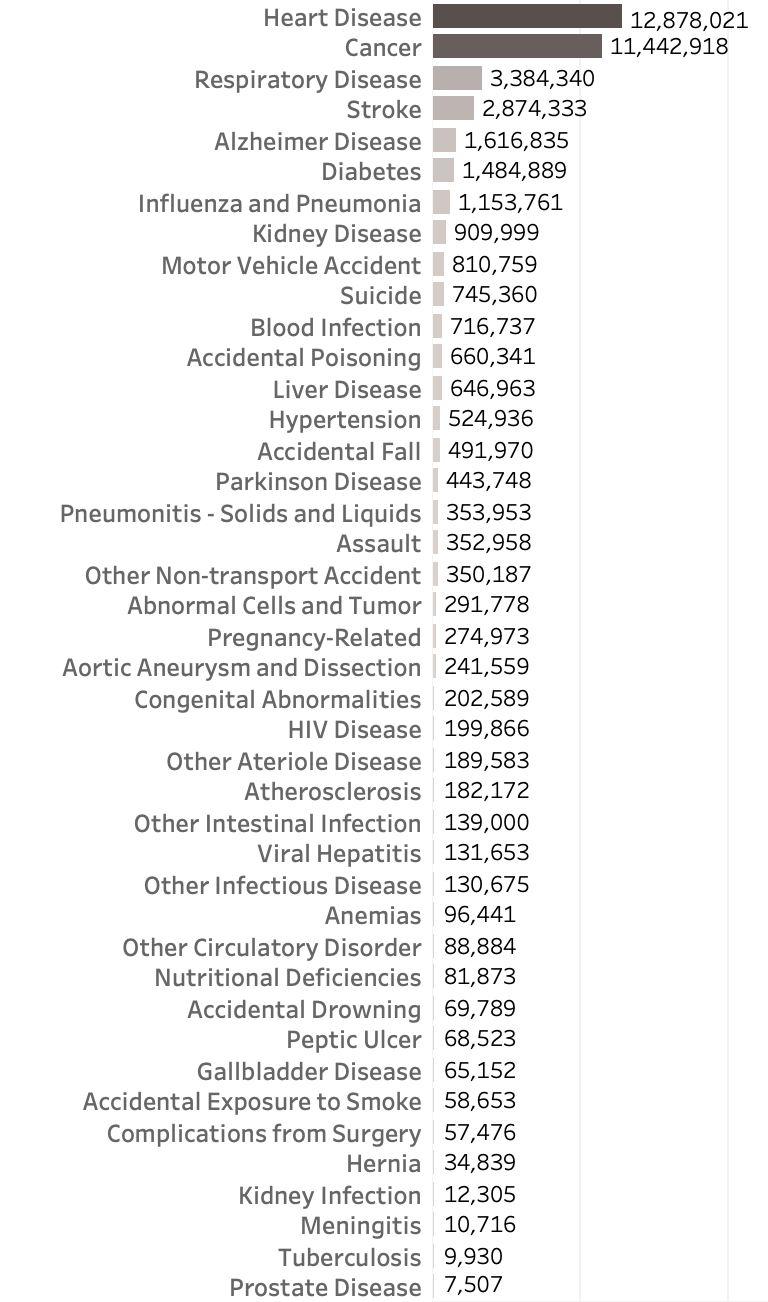 Heart Disease 12,878,021
Cancer 11,442,918
Respiratory Disease 3,384,340
Stroke 2,874,333
Alzheimer Disease 1,616,835
Diabetes 1,484,889
Influenza and Pneumonia 1,153,761
Kidney Disease 909,999
Motor Vehicle Accident 810,759
Suicide 745,360
Blood Infection 716,737
Accidental Poisoning 660,341
Liver Disease 646,963
Hypertension 524,936
Accidental Fall 491,970
Parkinson Disease 443,748
Pneumonitis - Solids and Liquids 353,953
Assault 352,958
Other Non-transport Accident 350,187
Abnormal Cells and Tumor 291,778
Pregnancy-Related 274,973
Aortic Aneurysm and Dissection 241,559
Congenital Abnormalities 202,589
HIV Disease 199,866
Other Ateriole Disease 189,583
Atherosclerosis 182,172
Other Intestinal Infection 139,000
Viral Hepatitis 131,653
Other Infectious Disease 130,675
Anemias 96,441
Other Circulatory Disorder 88,884
Nutritional Deficiencies 81,873
Accidental Drowning 69,789
Peptic Ulcer 68,523
Gallbladder Disease 65,152
Accidental Exposure to Smoke 58,653
Complications from Surgery 57,476
Hernia 34,839
Kidney Infection 12,305
Meningitis 10,716
Tuberculosis 9,930
Prostate Disease 7,507